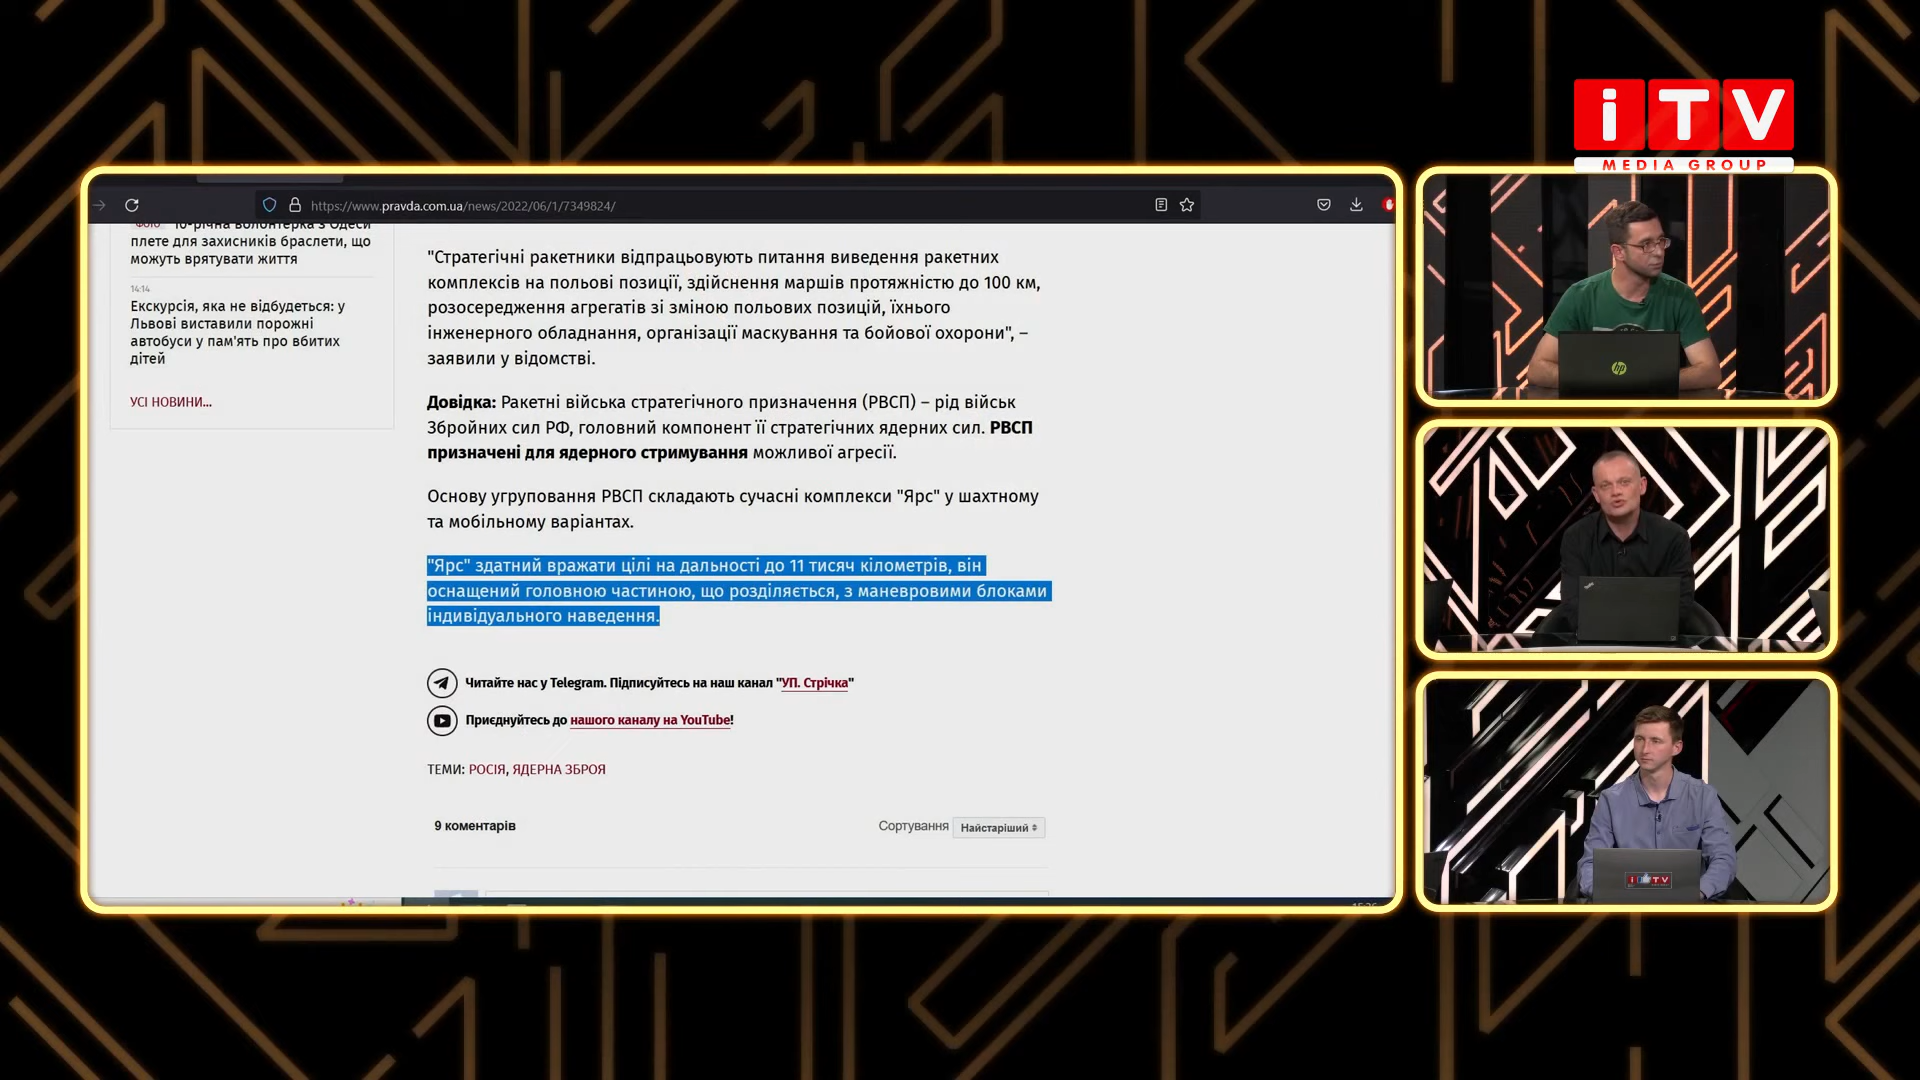 iTV
MEDIA GROUP
https://www.pravda.com.ua/news/2022/06/1/7349824/
ФОТО 10-річна волонтерка з Одеси
плете для захисників браслети, що
можуть врятувати життя
14:14
Екскурсія, яка не відбудеться: у
Львові виставили порожні
автобуси у пам'ять про вбитих
дітей
УСІ НОВИНИ...
"Стратегічні ракетники відпрацьовують питання виведення ракетних
комплексів на польові позиції, здійснення маршів протяжністю до 100 км,
розосередження агрегатів зі зміною польових позицій, їхнього
інженерного обладнання, організації маскування та бойової охорони", –
заявили у відомстві.
Довідка: Ракетні війська стратегічного призначення (РВСП) – рід військ
Збройних сил РФ, головний компонент її стратегічних ядерних сил. РВСП
призначені для ядерного стримування можливої агресії.
Основу угруповання РВСП складають сучасні комплекси "Ярс" у шахтному
та мобільному варіантах.
"Ярс" здатний вражати цілі на дальності до 11 тисяч кілометрів, він
оснащений головною частиною, що розділяється, з маневровими блоками
індивідуального наведення.
Читайте нас у Telegram. Підписуйтесь на наш канал "УП. Стрічка"
Приєднуйтесь до нашого каналу на YouTube!
ТЕМИ: РОСІЯ, ЯДЕРНА ЗБРОЯ
9 коментарів
Сортування Найстаріший
hp
iTV